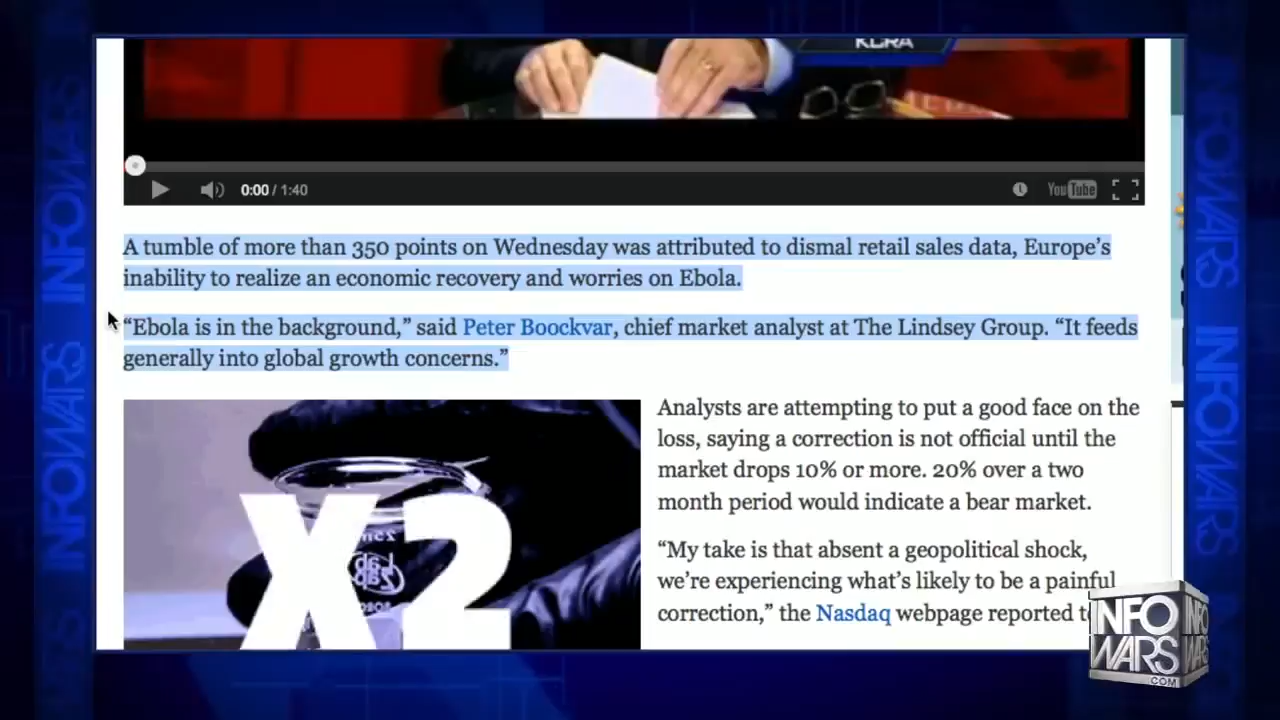 KCRA
0:00 / 1:40
YouTube
A tumble of more than 350 points on Wednesday was attributed to dismal retail sales data, Europe’s
inability to realize an economic recovery and worries on Ebola.
“Ebola is in the background,” said Peter Boockvar, chief market analyst at The Lindsey Group. “It feeds
generally into global growth concerns.”
X2
Analysts are attempting to put a good face on the
loss, saying a correction is not official until the
market drops 10% or more. 20% over a two
month period would indicate a bear market.
“My take is that absent a geopolitical shock,
we’re experiencing what’s likely to be a painful
correction,” the Nasdaq webpage reported
INFOWARS
INFOWARS
INFOWARS
INFOWARS
INFO
WARS
.COM